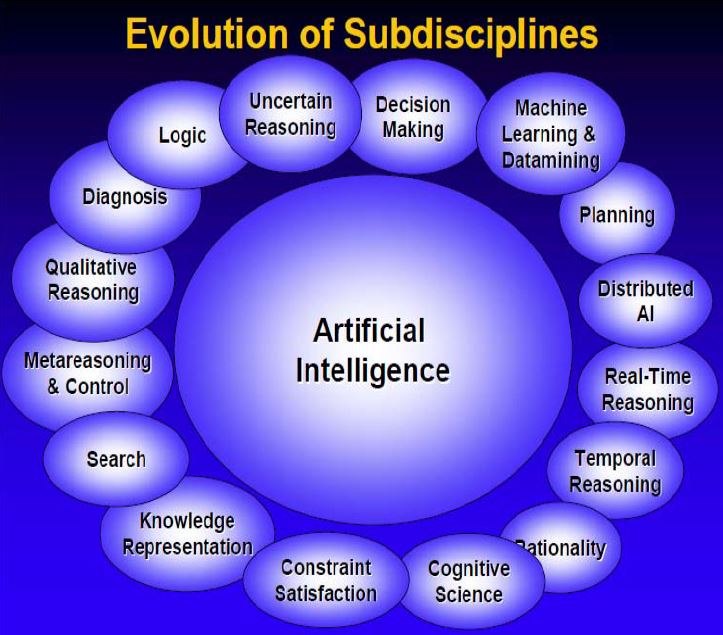 Evolution of Subdisciplines
Uncertain
Reasoning
Decision
Making
Machine
Learning &
Datamining
Planning
Distributed
AI
Real-Time
Reasoning
Temporal
Reasoning
Rationality
Cognitive
Science
Constraint
Satisfaction
Knowledge
Representation
Search
Metareasoning
& Control
Qualitative
Reasoning
Diagnosis
Logic
Artificial
Intelligence